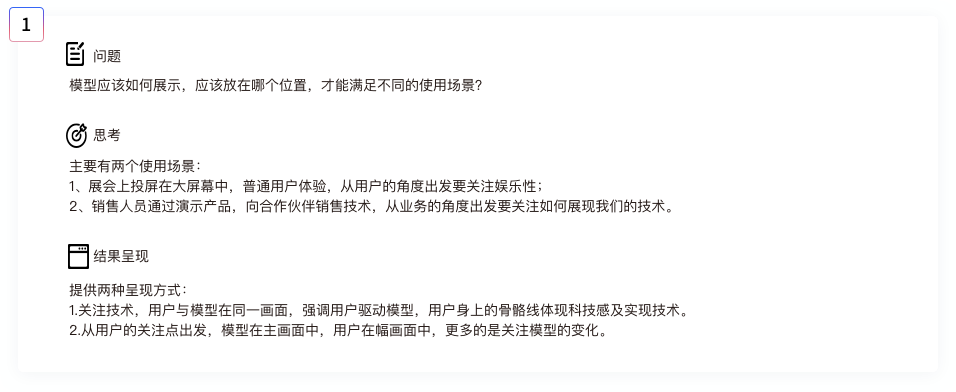 1
问题
模型应该如何展示，应该放在哪个位置，才能满足不同的使用场景？
思考
主要有两个使用场景：
1、展会上投屏在大屏幕中，普通用户体验，从用户的角度出发要关注娱乐性；
2、销售人员通过演示产品，向合作伙伴销售技术，从业务的角度出发要关注如何展现我们的技术。
结果呈现
提供两种呈现方式：
1.关注技术，用户与模型在同一画面，强调用户驱动模型，用户身上的骨骼线体现科技感及实现技术。
2.从用户的关注点出发，模型在主画面中，用户在幅画面中，更多的是关注模型的变化。